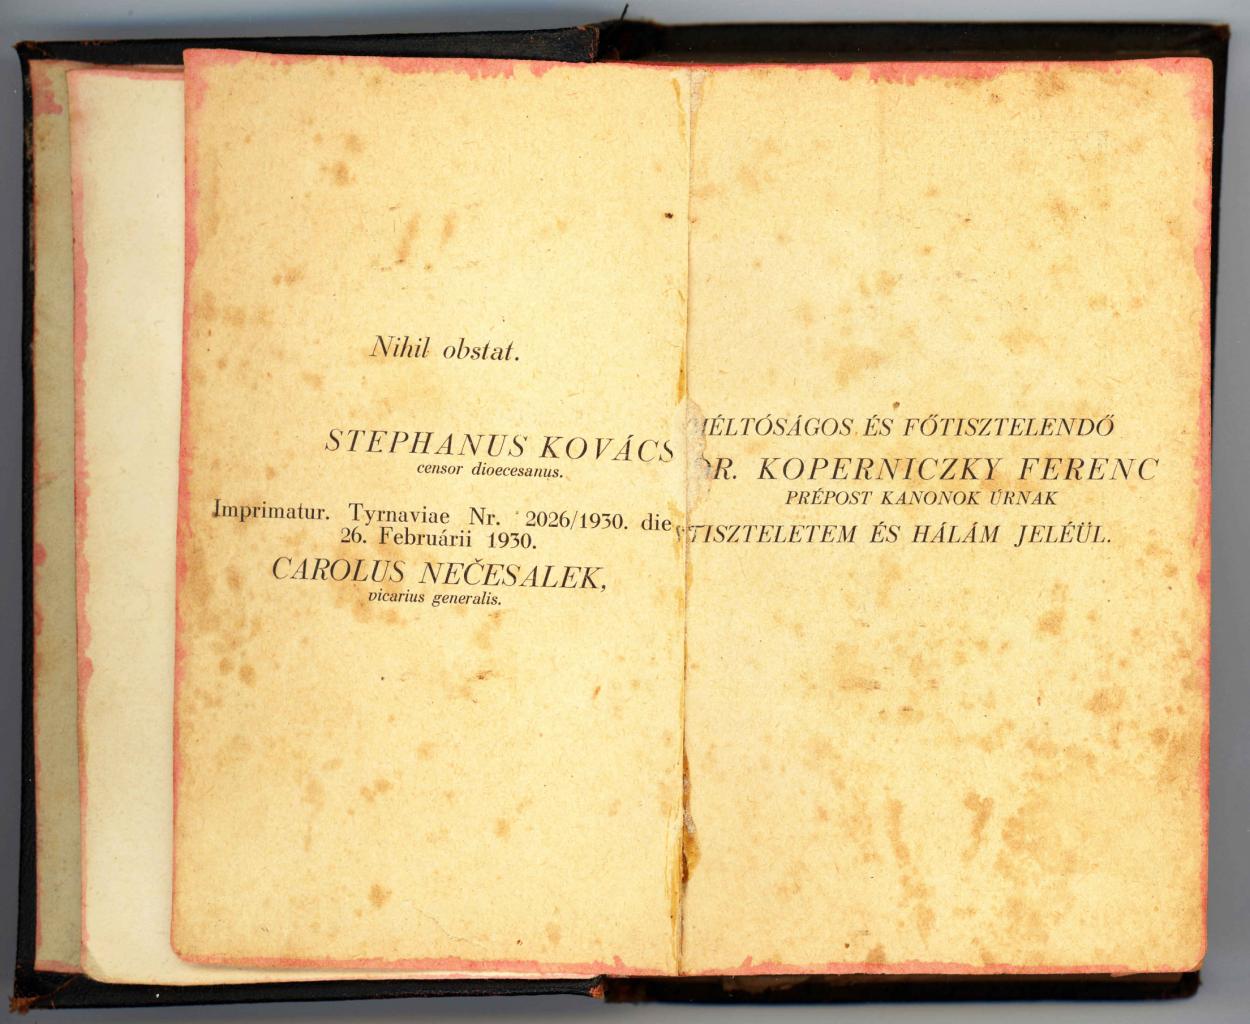 Nihil obstat.
STEPHANUS KOVÁCS
censor dioecesanus.
Imprimatur. Tyrnaviae Nr. 2026/1930. die
26. Februárii 1930.
CAROLUS NEČESALEK,
vicarius generalis.
MÉLTÓSÁGOS ÉS FŐTISZTELENDŐ
DR. KOPERNICZKY FERENC
PRÉPOST KANONOK ÚRNAK
TISZTELETEM ÉS HÁLÁM JELÉÜL.